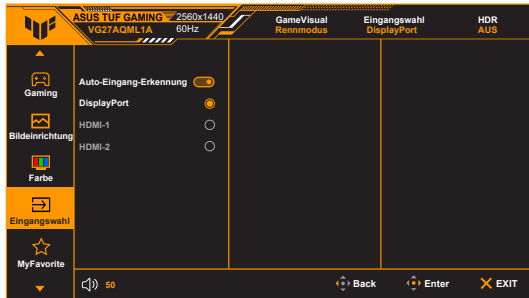 ASUS TUF GAMING 2560x1440
VG27AQML1A 60Hz
GameVisual
Rennmodus
Eingangswahl
DisplayPort
HDR
AUS
Gaming
Bildeinrichtung
Farbe
Eingangswahl
MyFavorite
Auto-Eingang-Erkennung
DisplayPort
HDMI-1
HDMI-2
50
Back
Enter
EXIT